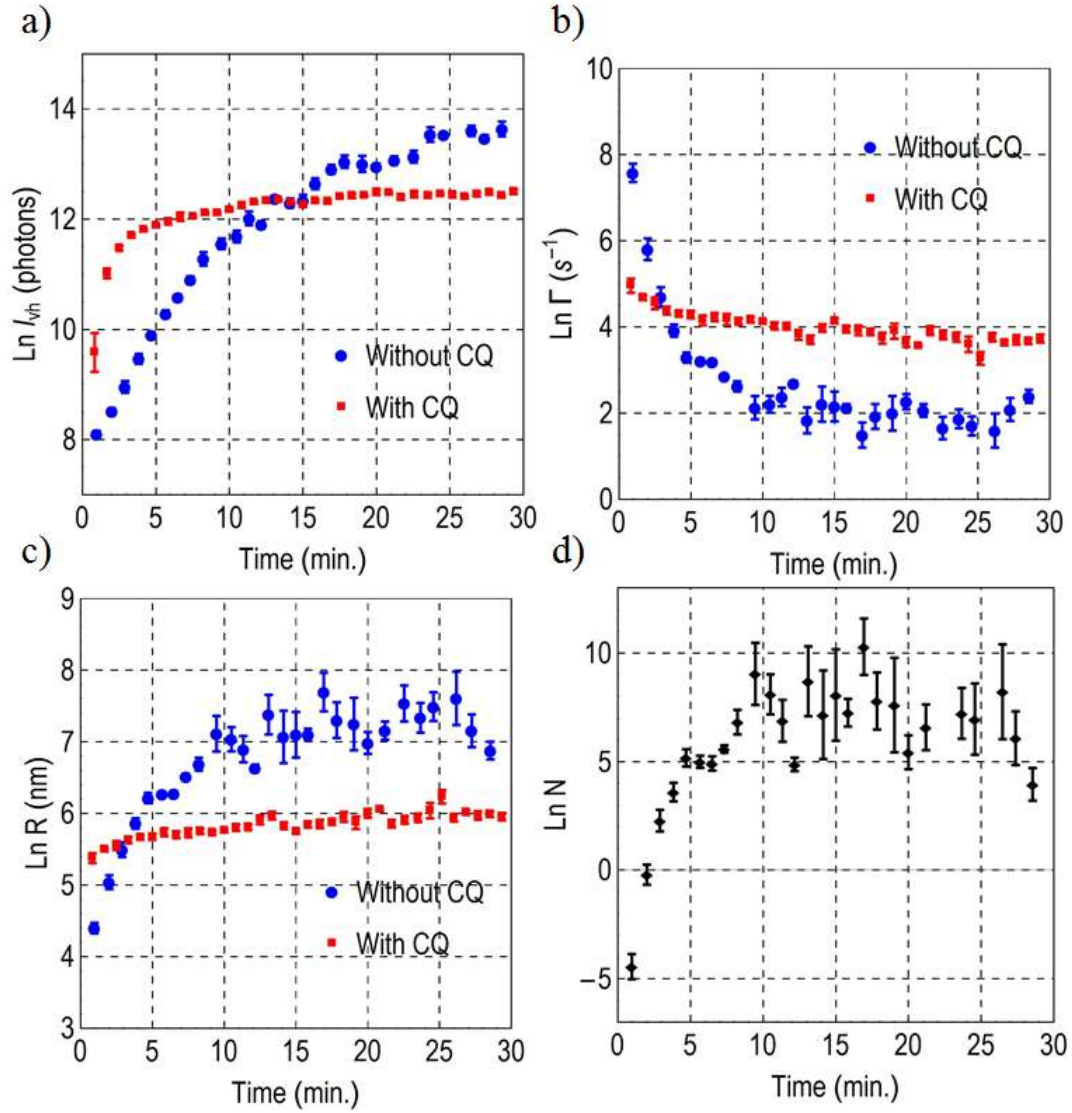 a)
Ln I_vh (photons)
14
12
10
8
Without CQ
With CQ
0 5 10 15 20 25 30
Time (min.)
b)
Ln Γ (s⁻¹)
10
8
6
4
2
0
Without CQ
With CQ
0 5 10 15 20 25 30
Time (min.)
c)
Ln R (nm)
9
8
7
6
5
4
3
Without CQ
With CQ
0 5 10 15 20 25 30
Time (min.)
d)
Ln N
10
5
0
−5
0 5 10 15 20 25 30
Time (min.)